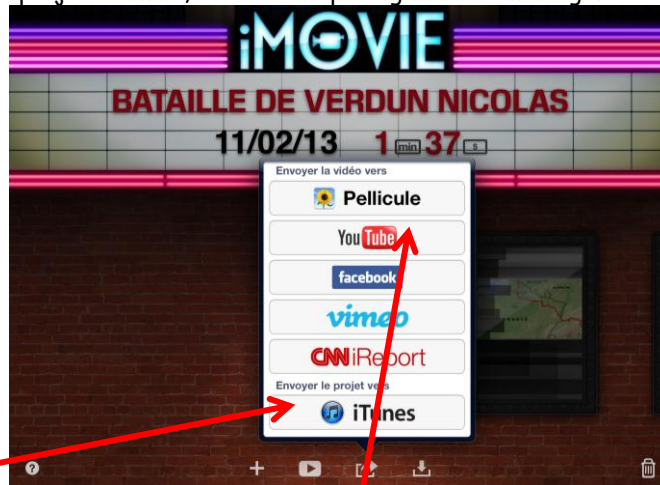 iMOVIE
BATAILLE DE VERDUN NICOLAS
11/02/13 1 min 37 s
Envoyer la vidéo vers
Pellicule
YouTube
facebook
vimeo
CNN iReport
Envoyer le projet vers
iTunes
?